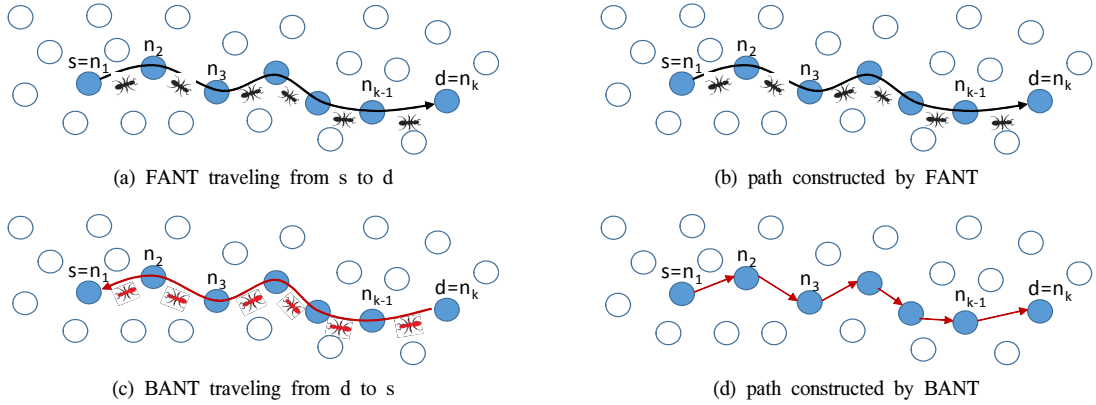 s=n1
n2
n3
nk-1
d=nk
(a) FANT traveling from s to d
s=n1
n2
n3
nk-1
d=nk
(b) path constructed by FANT
s=n1
n2
n3
nk-1
d=nk
(c) BANT traveling from d to s
s=n1
n2
n3
nk-1
d=nk
(d) path constructed by BANT